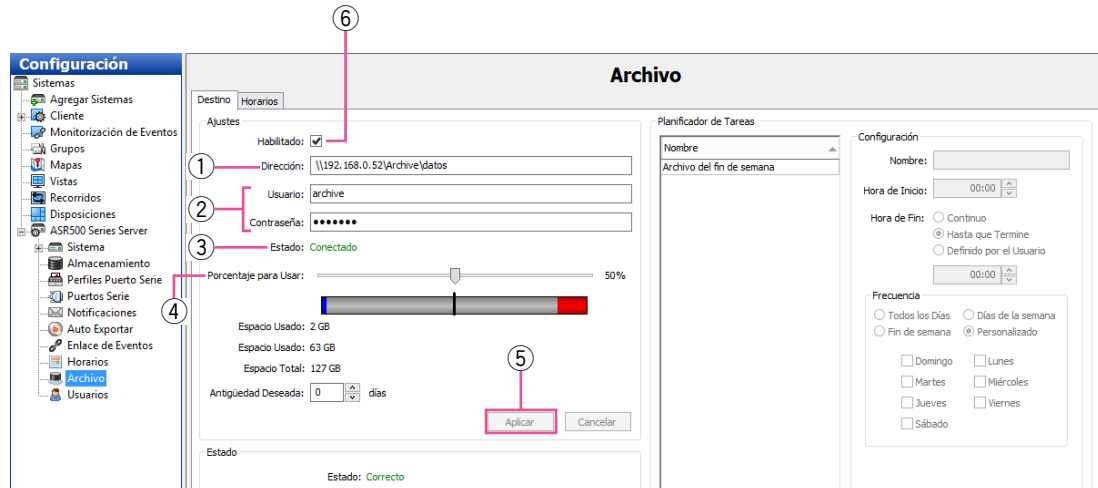 ⑥
Configuración
Sistemas
Agregar Sistemas
Cliente
Monitorización de Eventos
Grupos
Mapas
Vistas
Recorridos
Disposiciones
ASR500 Series Server
Sistema
Almacenamiento
Perfiles Puerto Serie
Puertos Serie
Notificaciones
Auto Exportar
Enlace de Eventos
Horarios
Archivo
Usuarios
Archivo
Destino Horarios
Ajustes
Habilitado:
① Dirección: \\192.168.0.52\Archive\datos
② Usuario: archive
Contraseña: •••••••
③ Estado: Conectado
④ Porcentaje para Usar: 50%
Espacio Usado: 2 GB
Espacio Usado: 63 GB
Espacio Total: 127 GB
Antigüedad Deseada: 0 días
⑤
Aplicar Cancelar
Estado
Estado: Correcto
Planificador de Tareas
Nombre
Archivo del fin de semana
Configuración
Nombre:
Hora de Inicio: 00:00
Hora de Fin: Continuo
Hasta que Termine
Definido por el Usuario
00:00
Frecuencia
Todos los Días Días de la semana
Fin de semana Personalizado
Domingo Lunes
Martes Miércoles
Jueves Viernes
Sábado